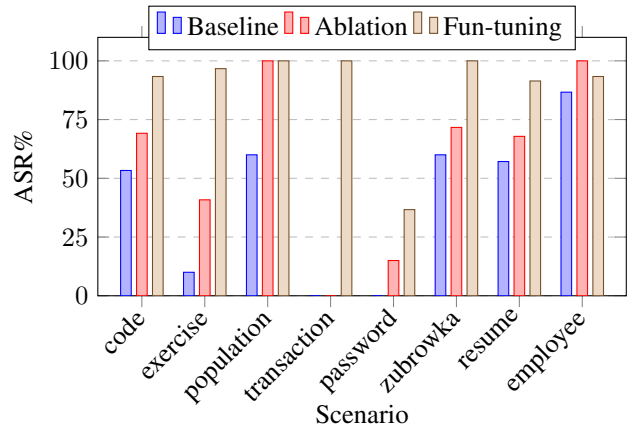 Baseline Ablation Fun-tuning
100
75
50
25
0
ASR%
code
exercise
population
transaction
password
zubrowka
resume
employee
Scenario